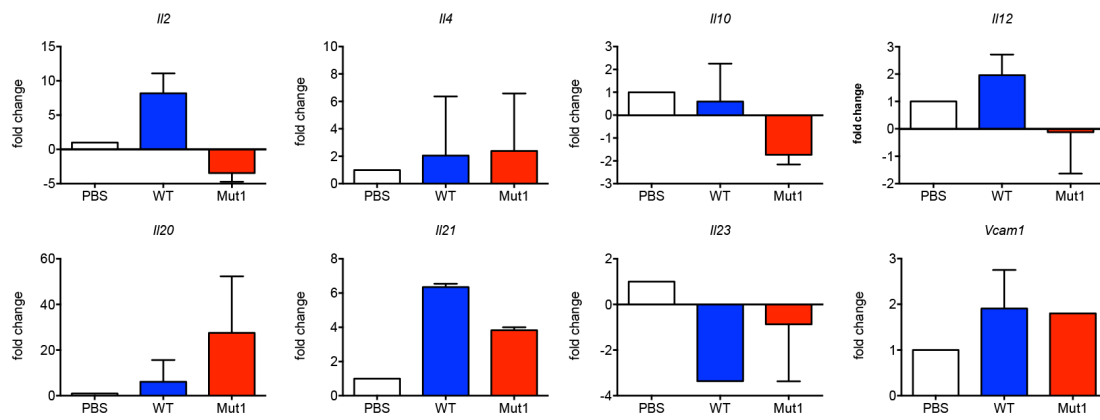 Il2
fold change
15
10
5
0
-5
PBS WT Mut1
Il4
fold change
10
8
6
4
2
0
PBS WT Mut1
Il10
fold change
3
2
1
0
-1
-2
-3
PBS WT Mut1
Il12
fold change
3
2
1
0
-1
-2
PBS WT Mut1
Il20
fold change
60
40
20
0
PBS WT Mut1
Il21
fold change
8
6
4
2
0
PBS WT Mut1
Il23
fold change
2
0
-2
-4
PBS WT Mut1
Vcam1
fold change
3
2
1
0
PBS WT Mut1